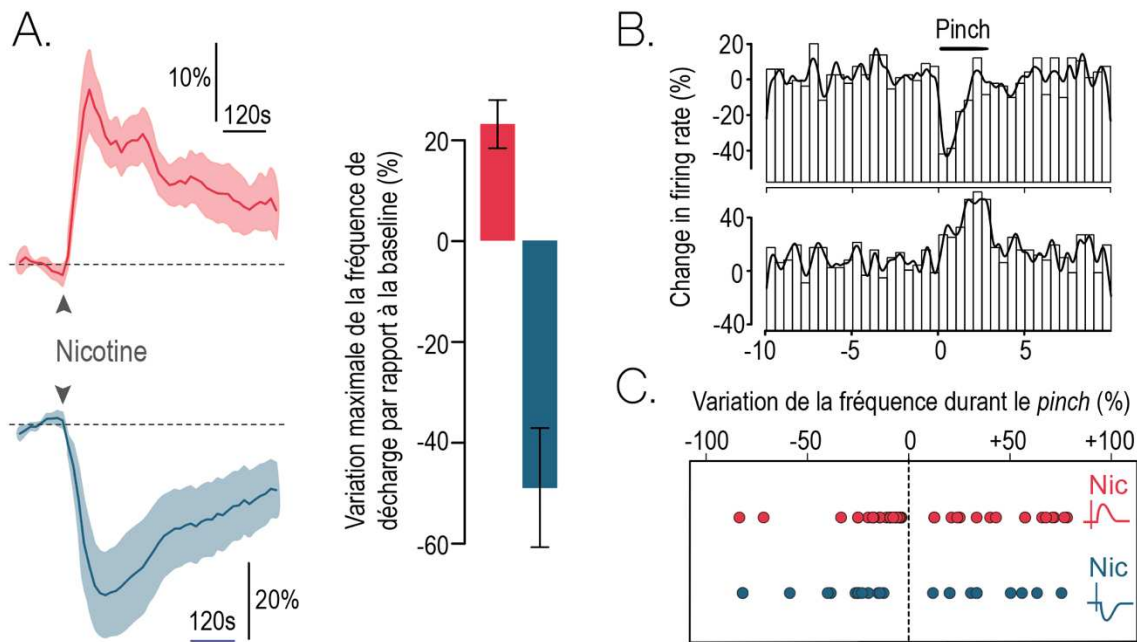 A.
10%
120s
Nicotine
20%
120s
Variation maximale de la fréquence de
décharge par rapport à la baseline (%)
20
0
-20
-40
-60
B.
Pinch
Change in firing rate (%)
20
0
-40
-80
40
0
-40
-10
-5
0
5
C.
Variation de la fréquence durant le pinch (%)
-100
-50
0
+50
+100
Nic
Nic